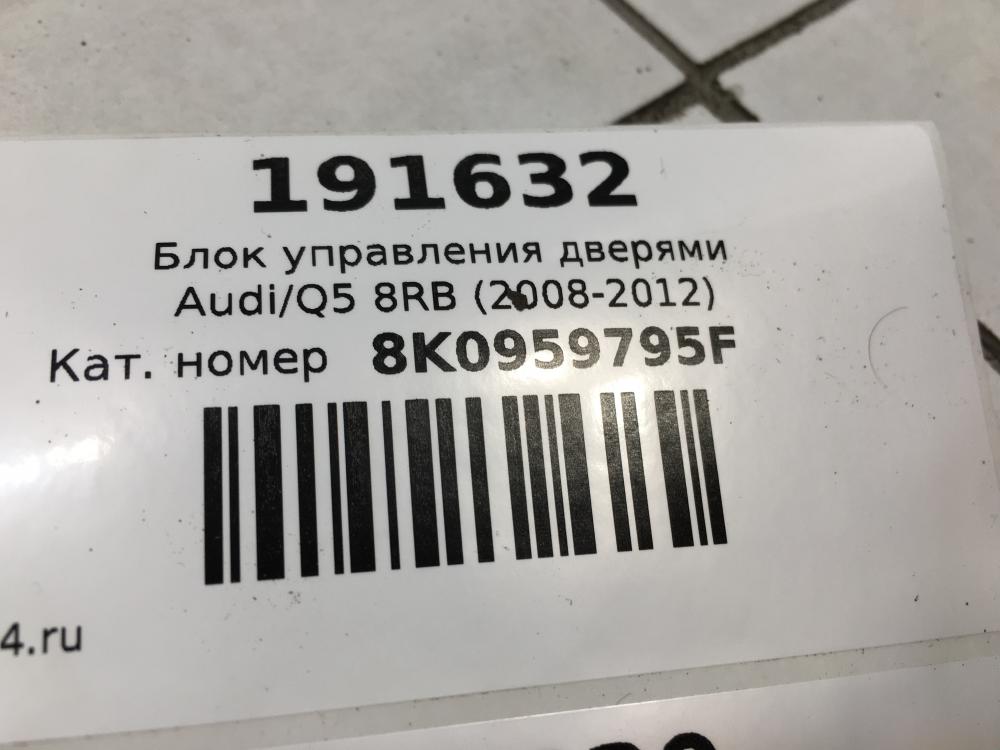 191632
Блок управления дверями
Audi/Q5 8RB (2008-2012)
Кат. номер 8K0959795F
4.ru